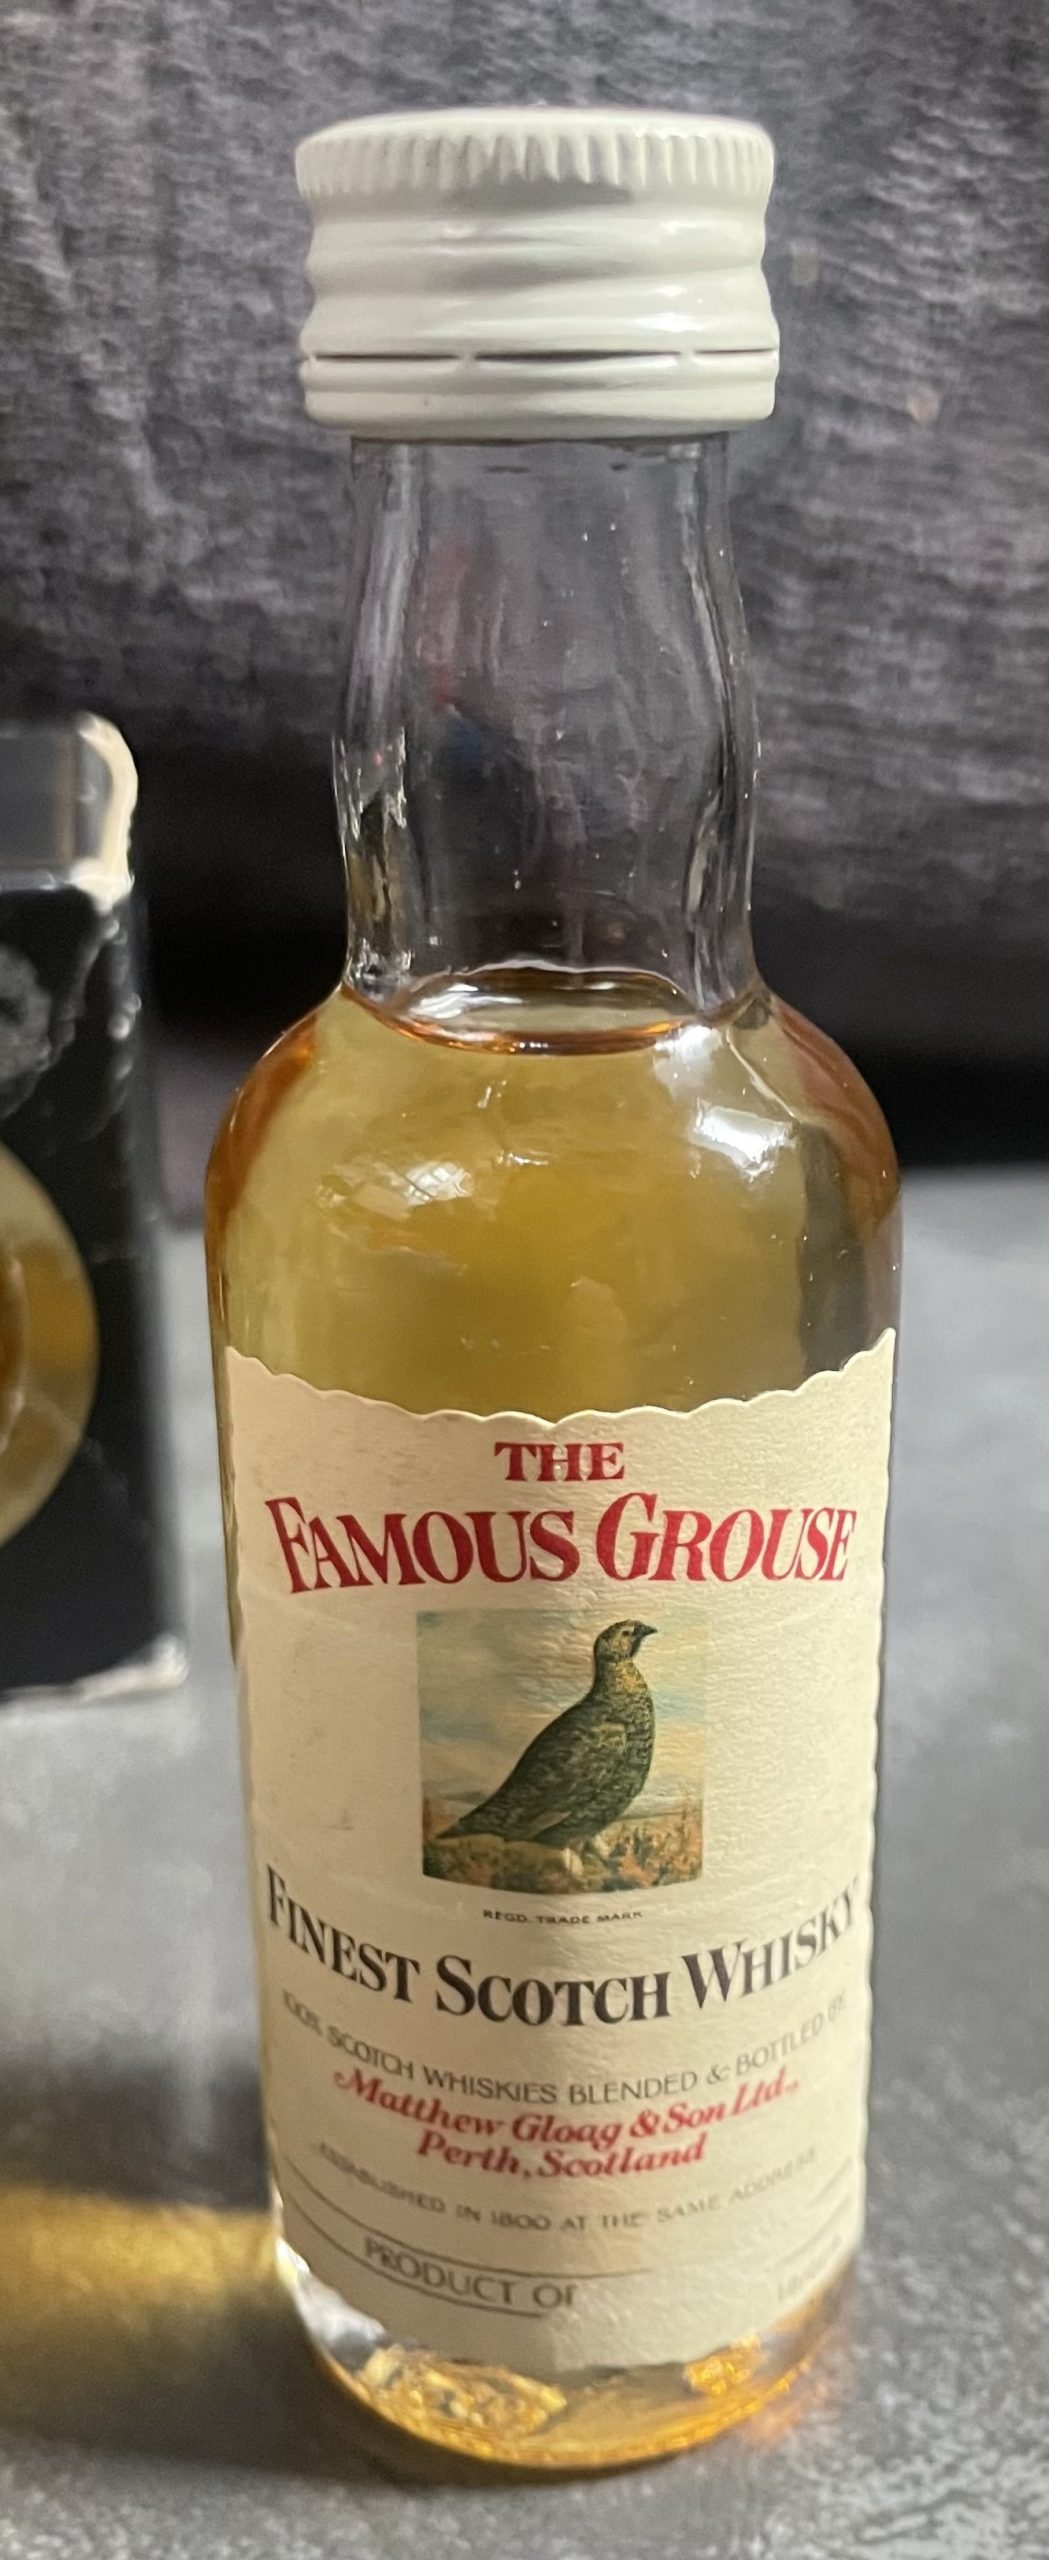 THE
FAMOUS GROUSE
REGD. TRADE MARK
FINEST SCOTCH WHISKY
100% SCOTCH WHISKIES BLENDED & BOTTLED BY
Matthew Gloag & Son Ltd.,
Perth, Scotland
ESTABLISHED IN 1800 AT THE SAME ADDRESS
PRODUCT OF